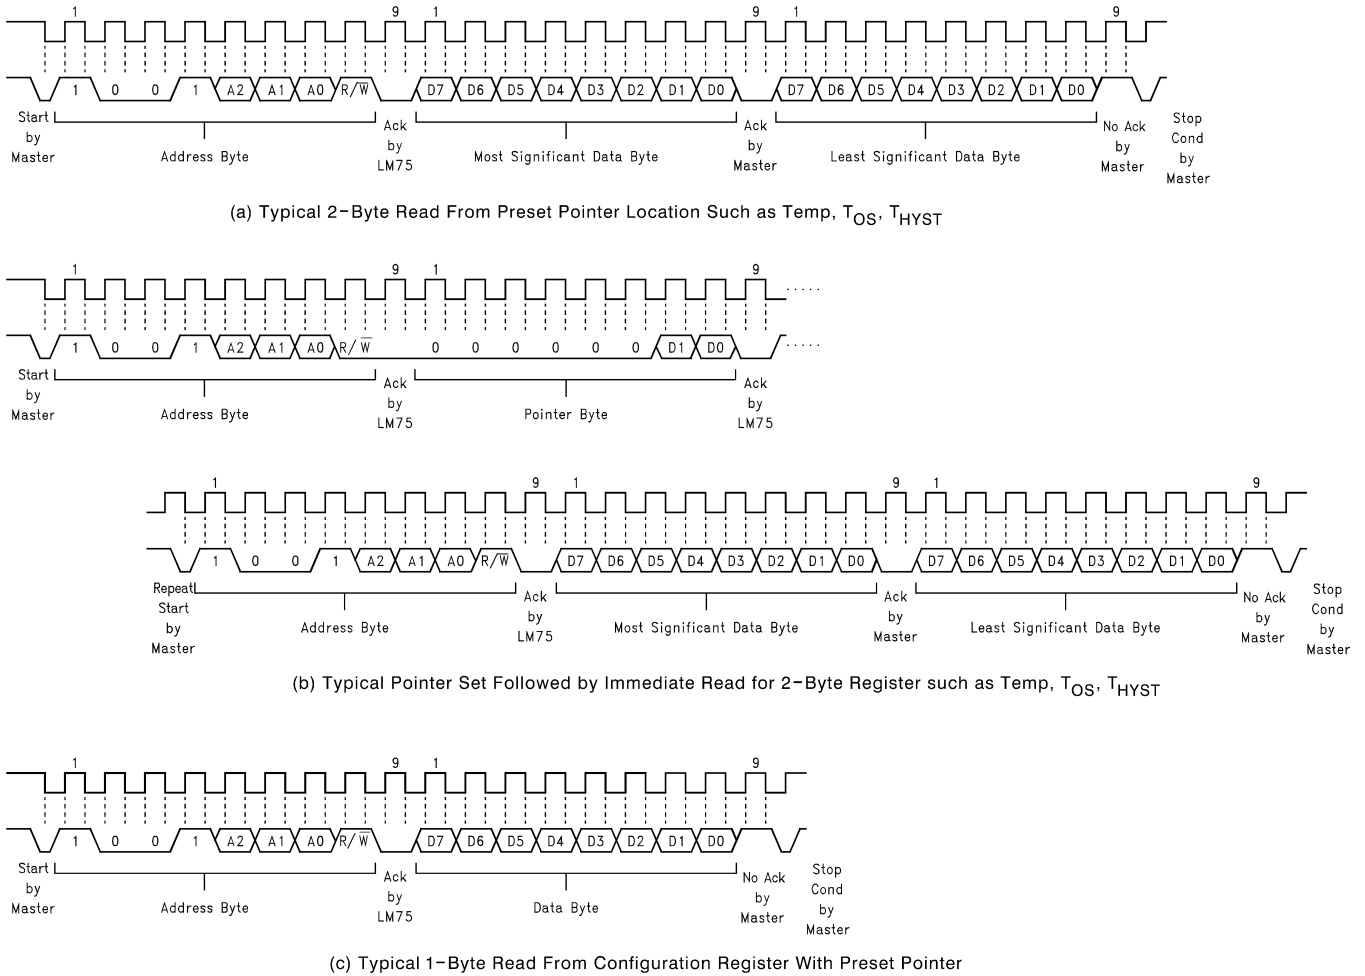 1 9 1 9 1 9
1 0 0 1 A2 A1 A0 R/W̅ D7 D6 D5 D4 D3 D2 D1 D0 D7 D6 D5 D4 D3 D2 D1 D0
Start
by
Master
Address Byte
Ack
by
LM75
Most Significant Data Byte
Ack
by
Master
Least Significant Data Byte
No Ack
by
Master
Stop
Cond
by
Master
(a) Typical 2-Byte Read From Preset Pointer Location Such as Temp, TOS, THYST
1 9 1 9
.....
1 0 0 1 A2 A1 A0 R/W̅ 0 0 0 0 0 0 D1 D0
.....
Start
by
Master
Address Byte
Ack
by
LM75
Pointer Byte
Ack
by
LM75
1 9 1 9 1 9
1 0 0 1 A2 A1 A0 R/W̅ D7 D6 D5 D4 D3 D2 D1 D0 D7 D6 D5 D4 D3 D2 D1 D0
Repeat
Start
by
Master
Address Byte
Ack
by
LM75
Most Significant Data Byte
Ack
by
Master
Least Significant Data Byte
No Ack
by
Master
Stop
Cond
by
Master
(b) Typical Pointer Set Followed by Immediate Read for 2-Byte Register such as Temp, TOS, THYST
1 9 1 9
1 0 0 1 A2 A1 A0 R/W̅ D7 D6 D5 D4 D3 D2 D1 D0
Start
by
Master
Address Byte
Ack
by
LM75
Data Byte
No Ack
by
Master
Stop
Cond
by
Master
(c) Typical 1-Byte Read From Configuration Register With Preset Pointer